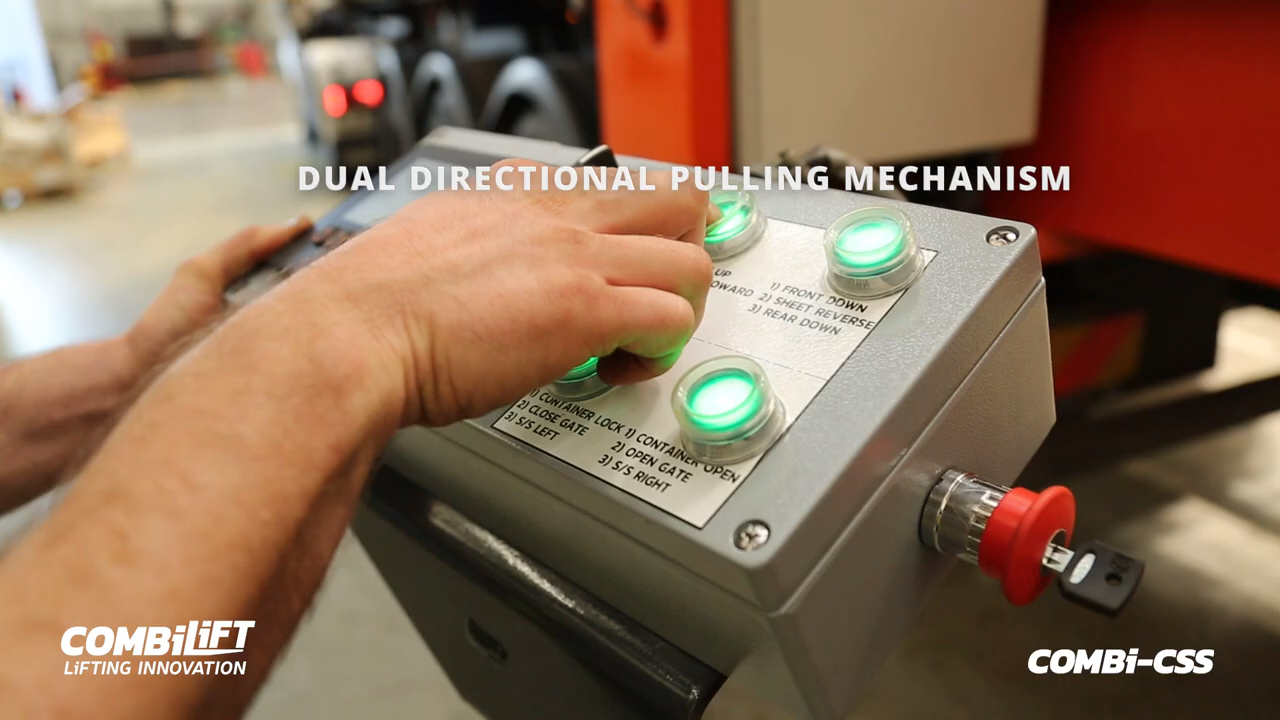 DUAL DIRECTIONAL PULLING MECHANISM
UP
1) FRONT DOWN
2) SHEET REVERSE
3) REAR DOWN
1) CONTAINER LOCK
2) CLOSE GATE
3) S/S LEFT
1) CONTAINER OPEN
2) OPEN GATE
3) S/S RIGHT
COMBiLiFT
LiFTING INNOVATION
COMBi-CSS